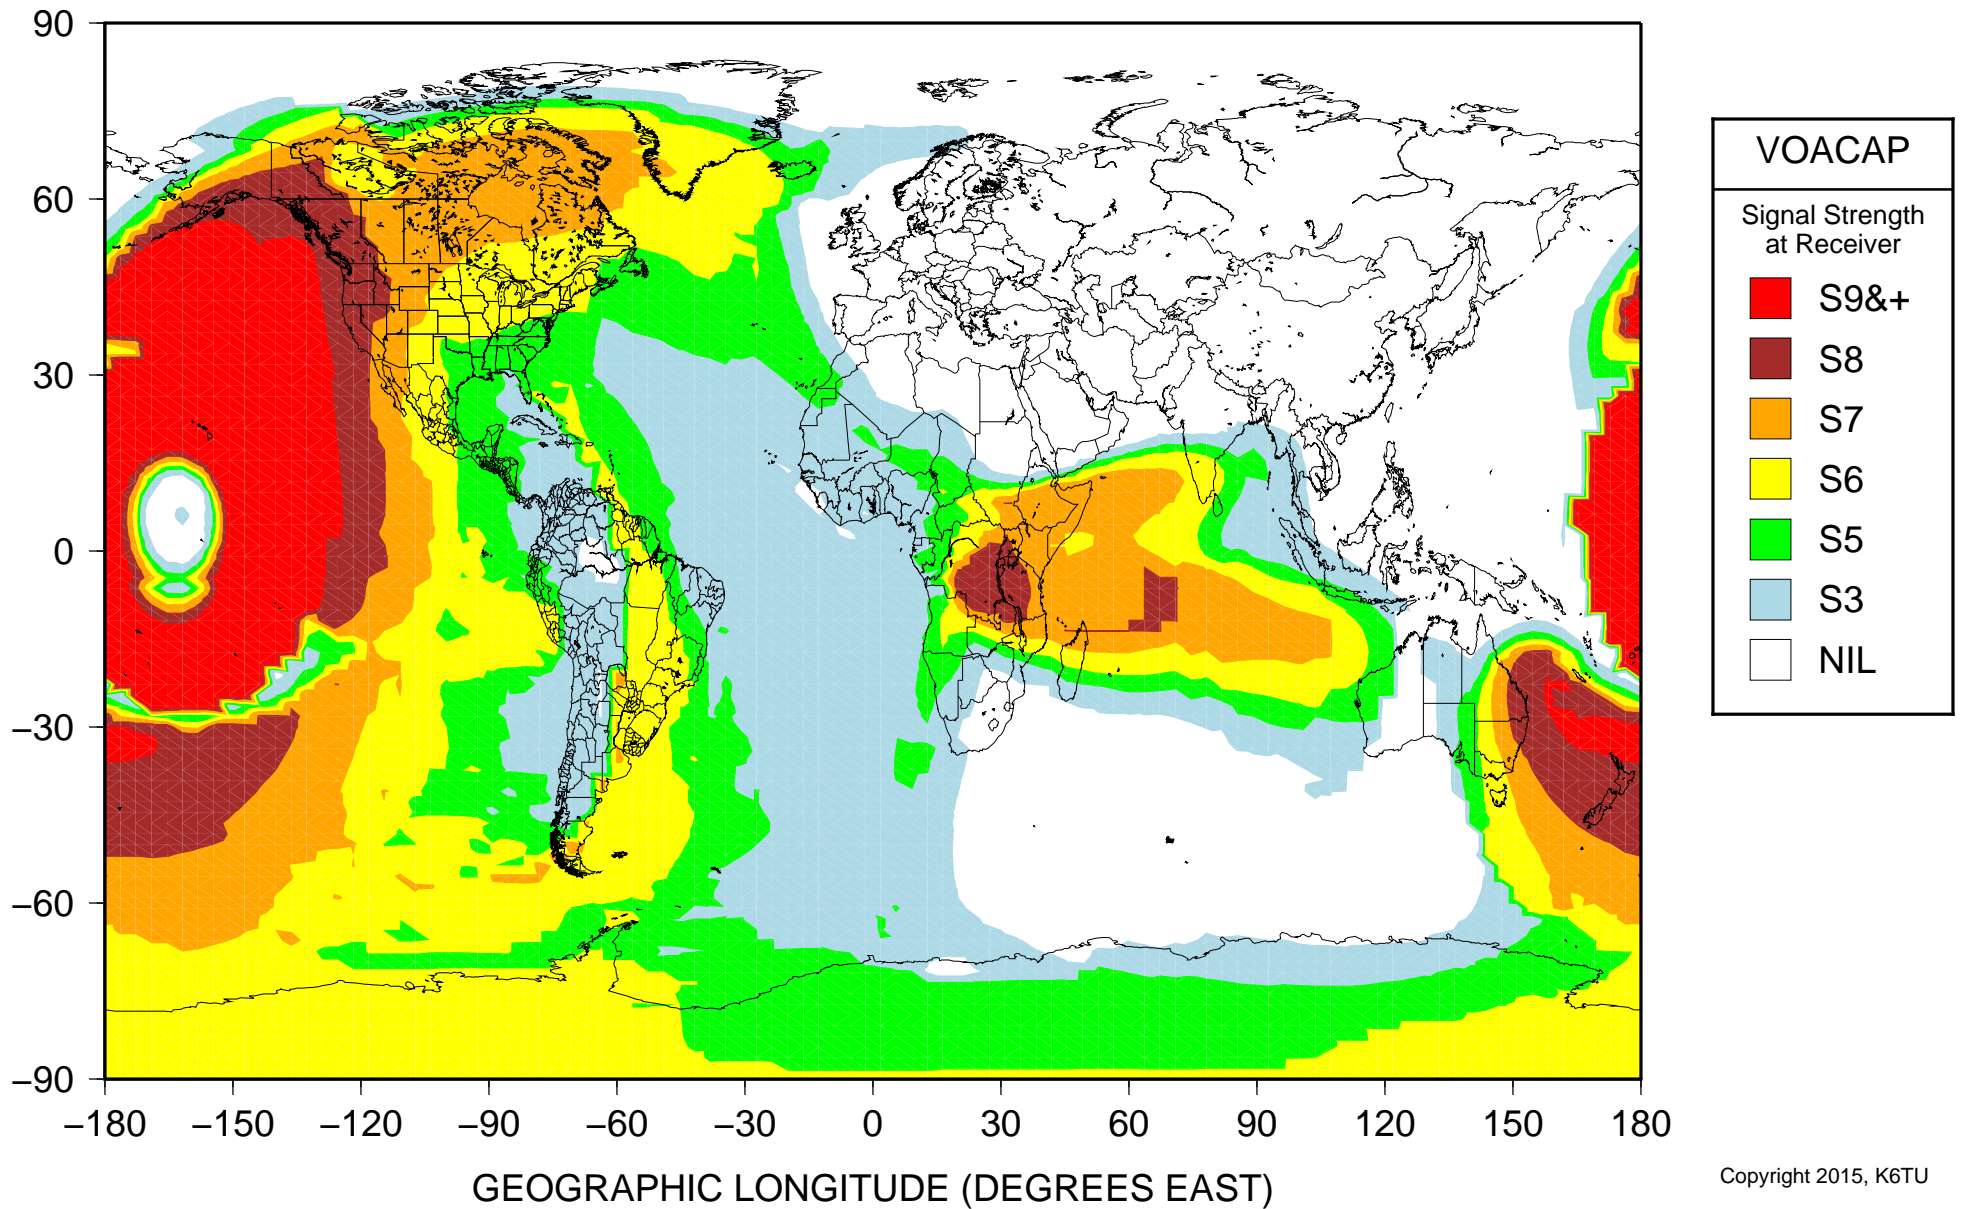 90
60
30
0
−30
−60
−90
−180 −150 −120 −90 −60 −30 0 30 60 90 120 150 180
GEOGRAPHIC LONGITUDE (DEGREES EAST)
VOACAP
Signal Strength
at Receiver
S9&+
S8
S7
S6
S5
S3
NIL
Copyright 2015, K6TU